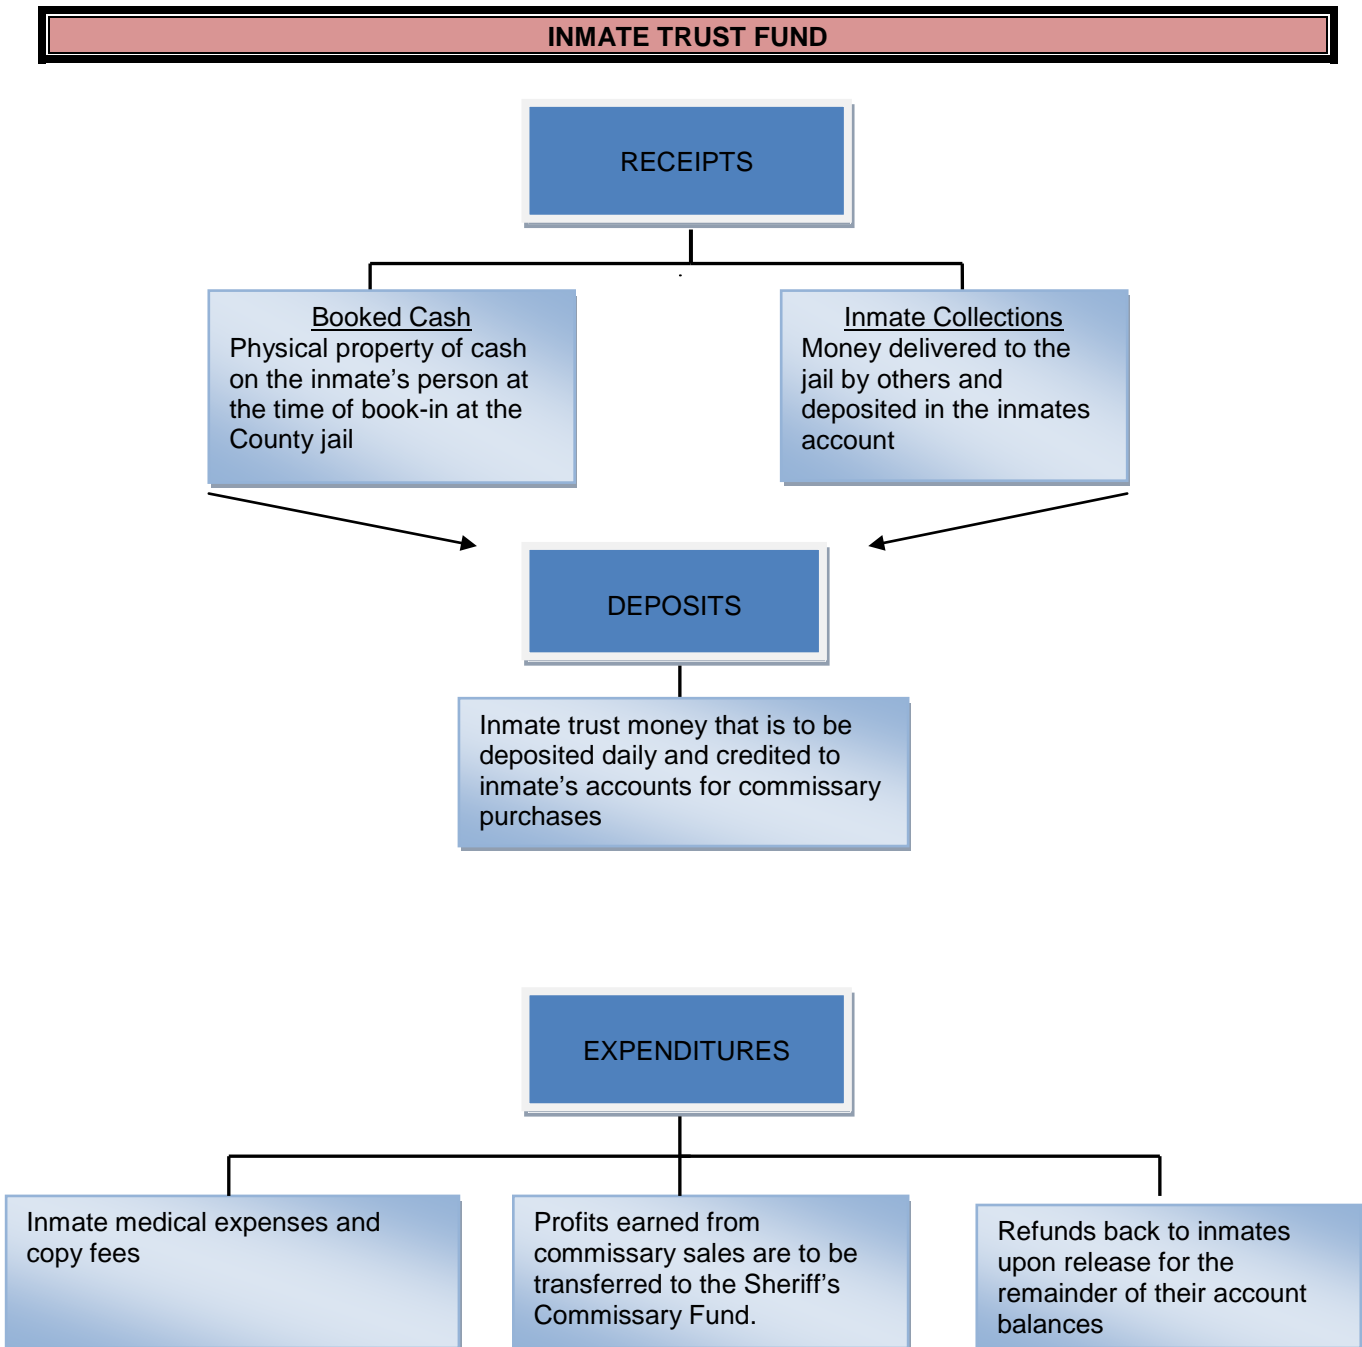 INMATE TRUST FUND
RECEIPTS
Booked Cash
Physical property of cash
on the inmate’s person at
the time of book-in at the
County jail
Inmate Collections
Money delivered to the
jail by others and
deposited in the inmates
account
DEPOSITS
Inmate trust money that is to be
deposited daily and credited to
inmate’s accounts for commissary
purchases
EXPENDITURES
Inmate medical expenses and
copy fees
Profits earned from
commissary sales are to be
transferred to the Sheriff’s
Commissary Fund.
Refunds back to inmates
upon release for the
remainder of their account
balances